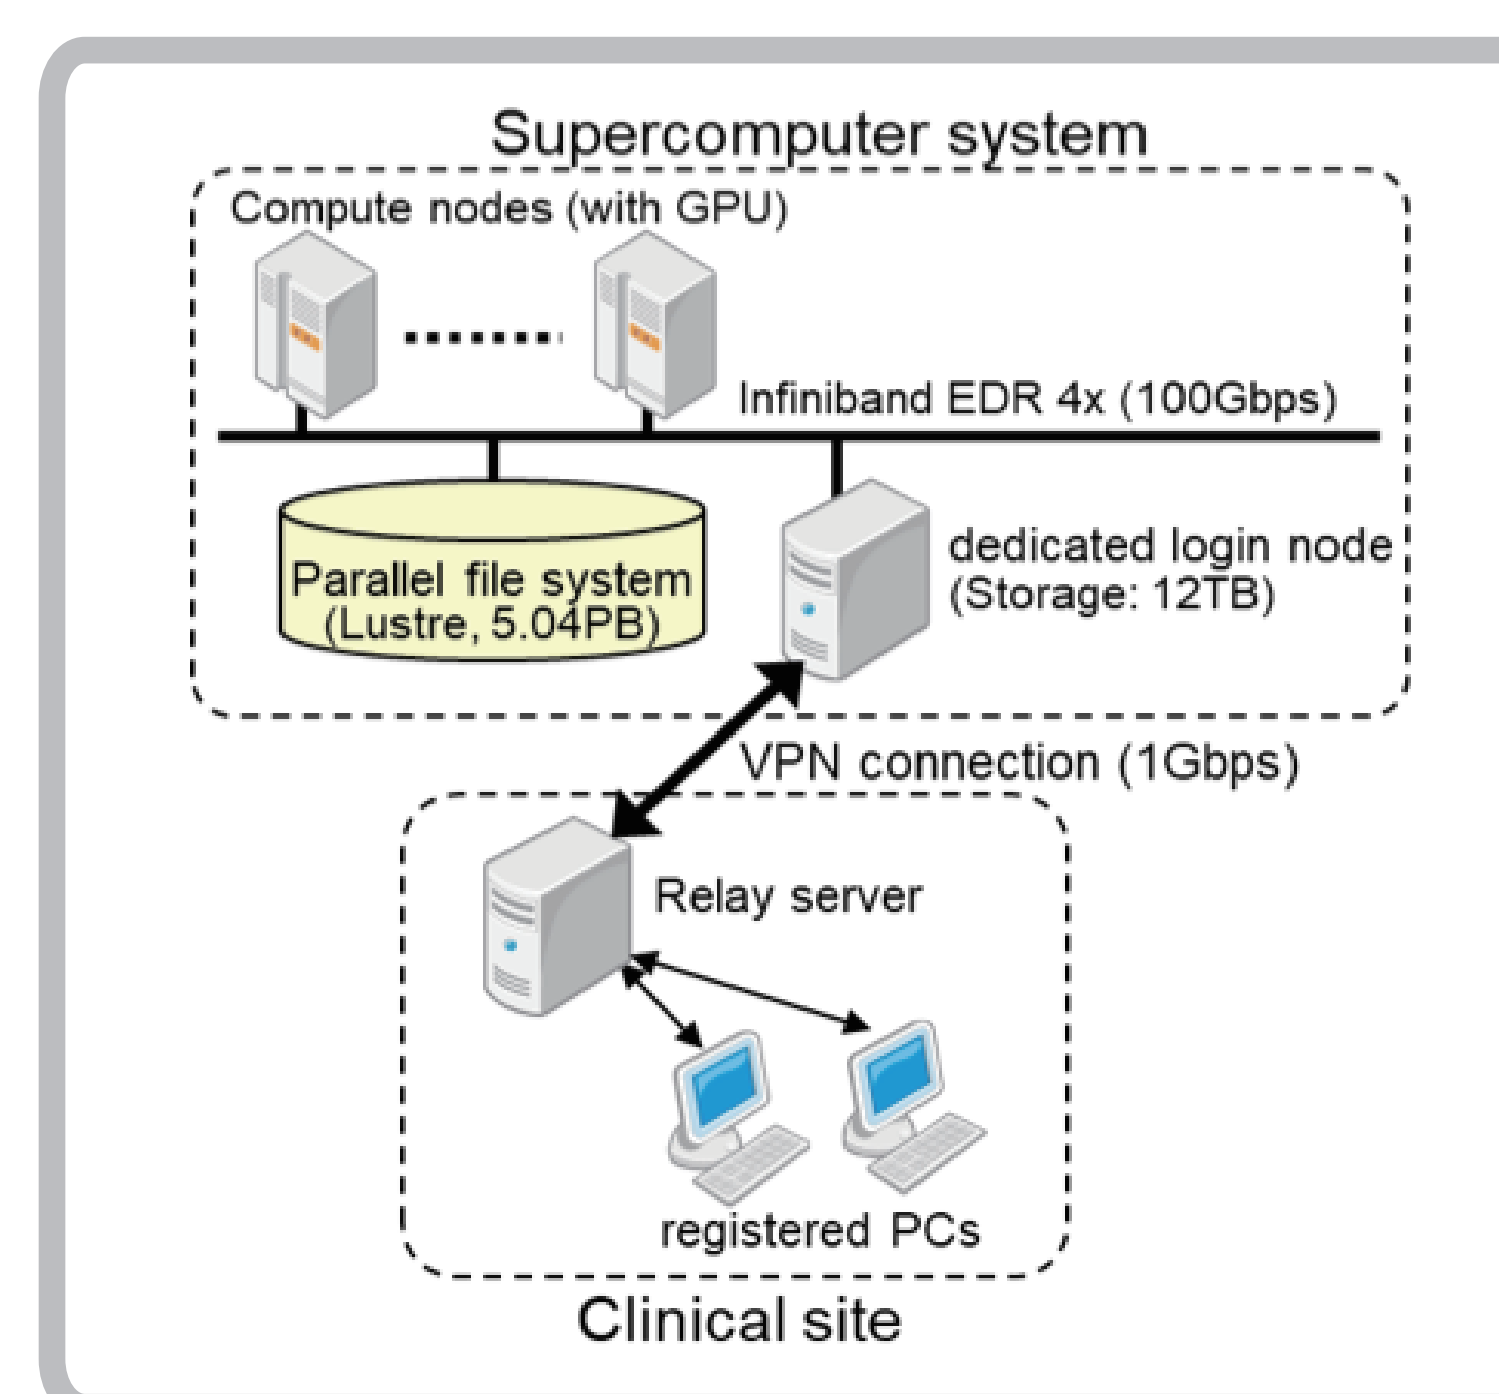 Supercomputer system
Compute nodes (with GPU)
Infiniband EDR 4x (100Gbps)
Parallel file system
(Lustre, 5.04PB)
dedicated login node
(Storage: 12TB)
VPN connection (1Gbps)
Relay server
registered PCs
Clinical site